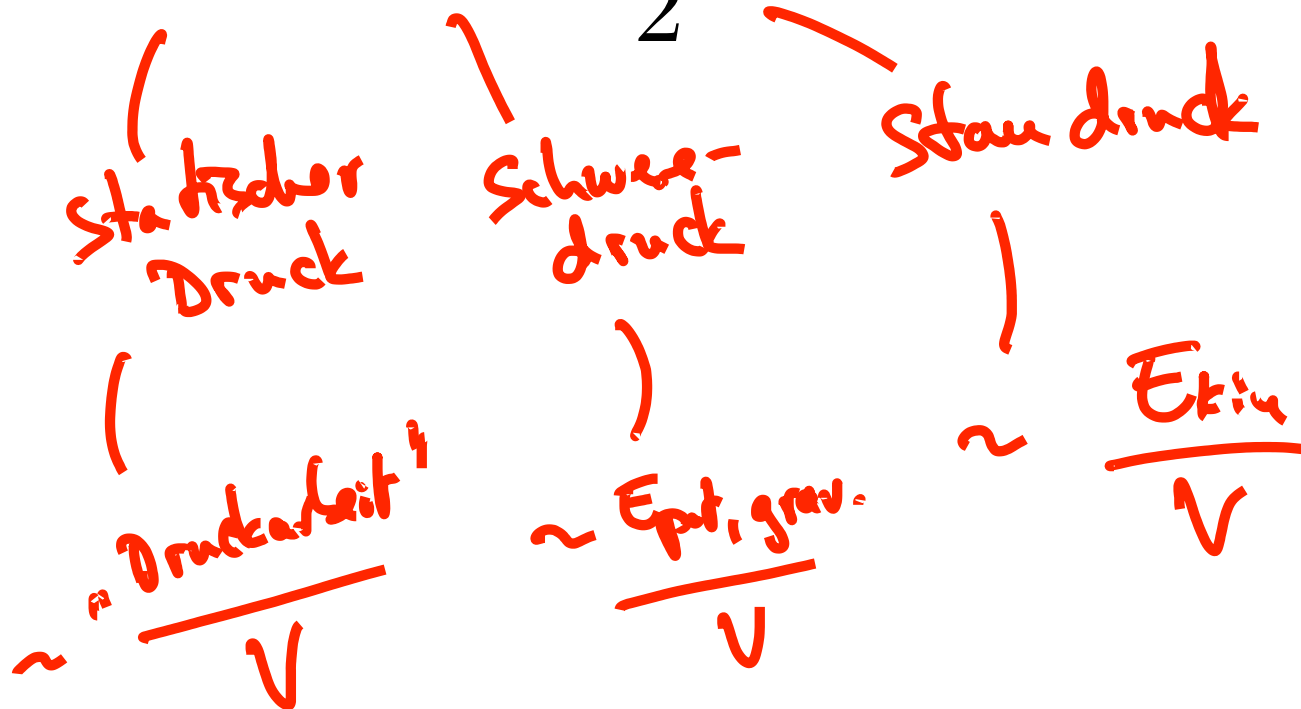 2
Statischer
Druck
Schwere-
druck
Staudruck
~ „Druckarbeit“
V
~ Epot, grav.
V
~ Ekin
V